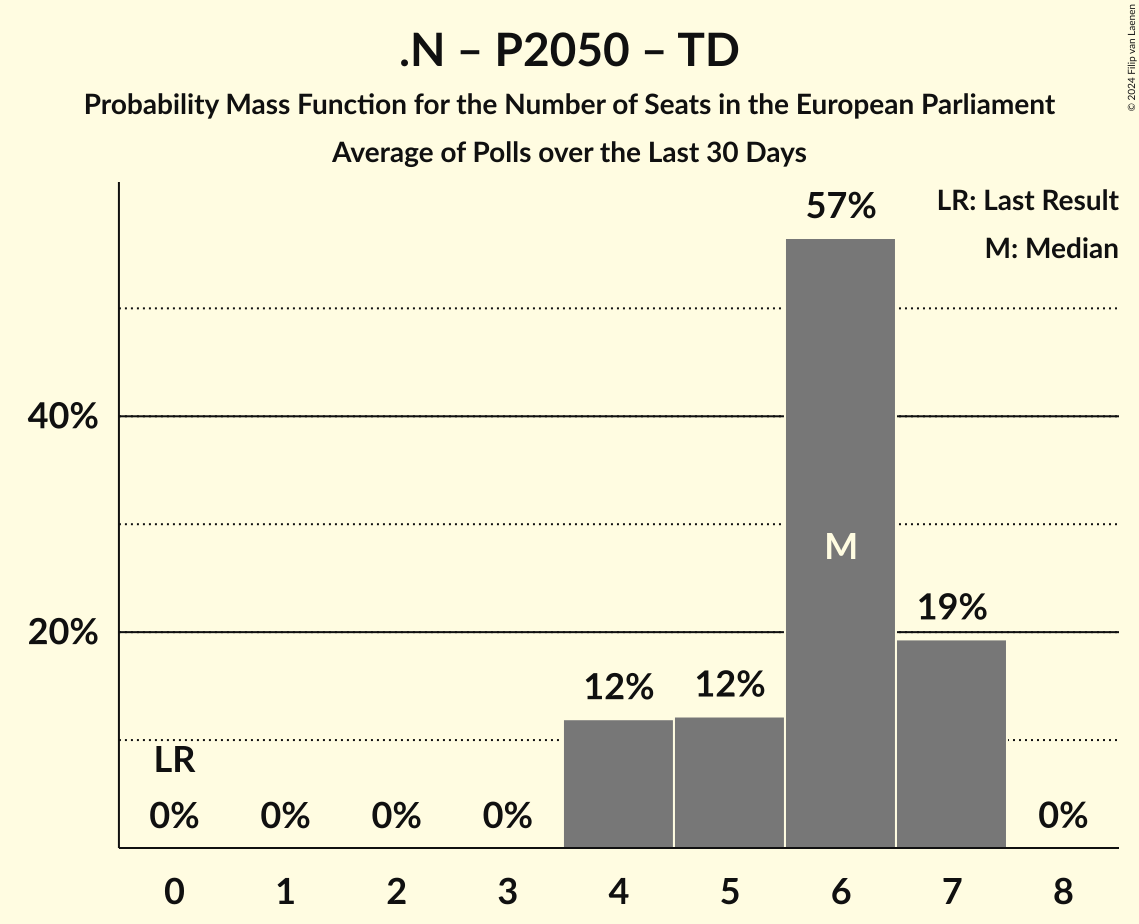 .N – P2050 – TD
Probability Mass Function for the Number of Seats in the European Parliament
Average of Polls over the Last 30 Days
© 2024 Filip van Laenen
LR: Last Result
M: Median
57%
40%
M
19%
20%
12%
12%
LR
0%
0%
0%
0%
0%
0
1
2
3
4
5
6
7
8